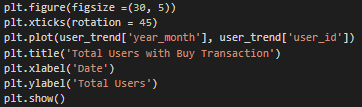 plt.figure(figsize =(30, 5))
plt.xticks(rotation = 45)
plt.plot(user_trend['year_month'], user_trend['user_id'])
plt.title('Total Users with Buy Transaction')
plt.xlabel('Date')
plt.ylabel('Total Users')
plt.show()